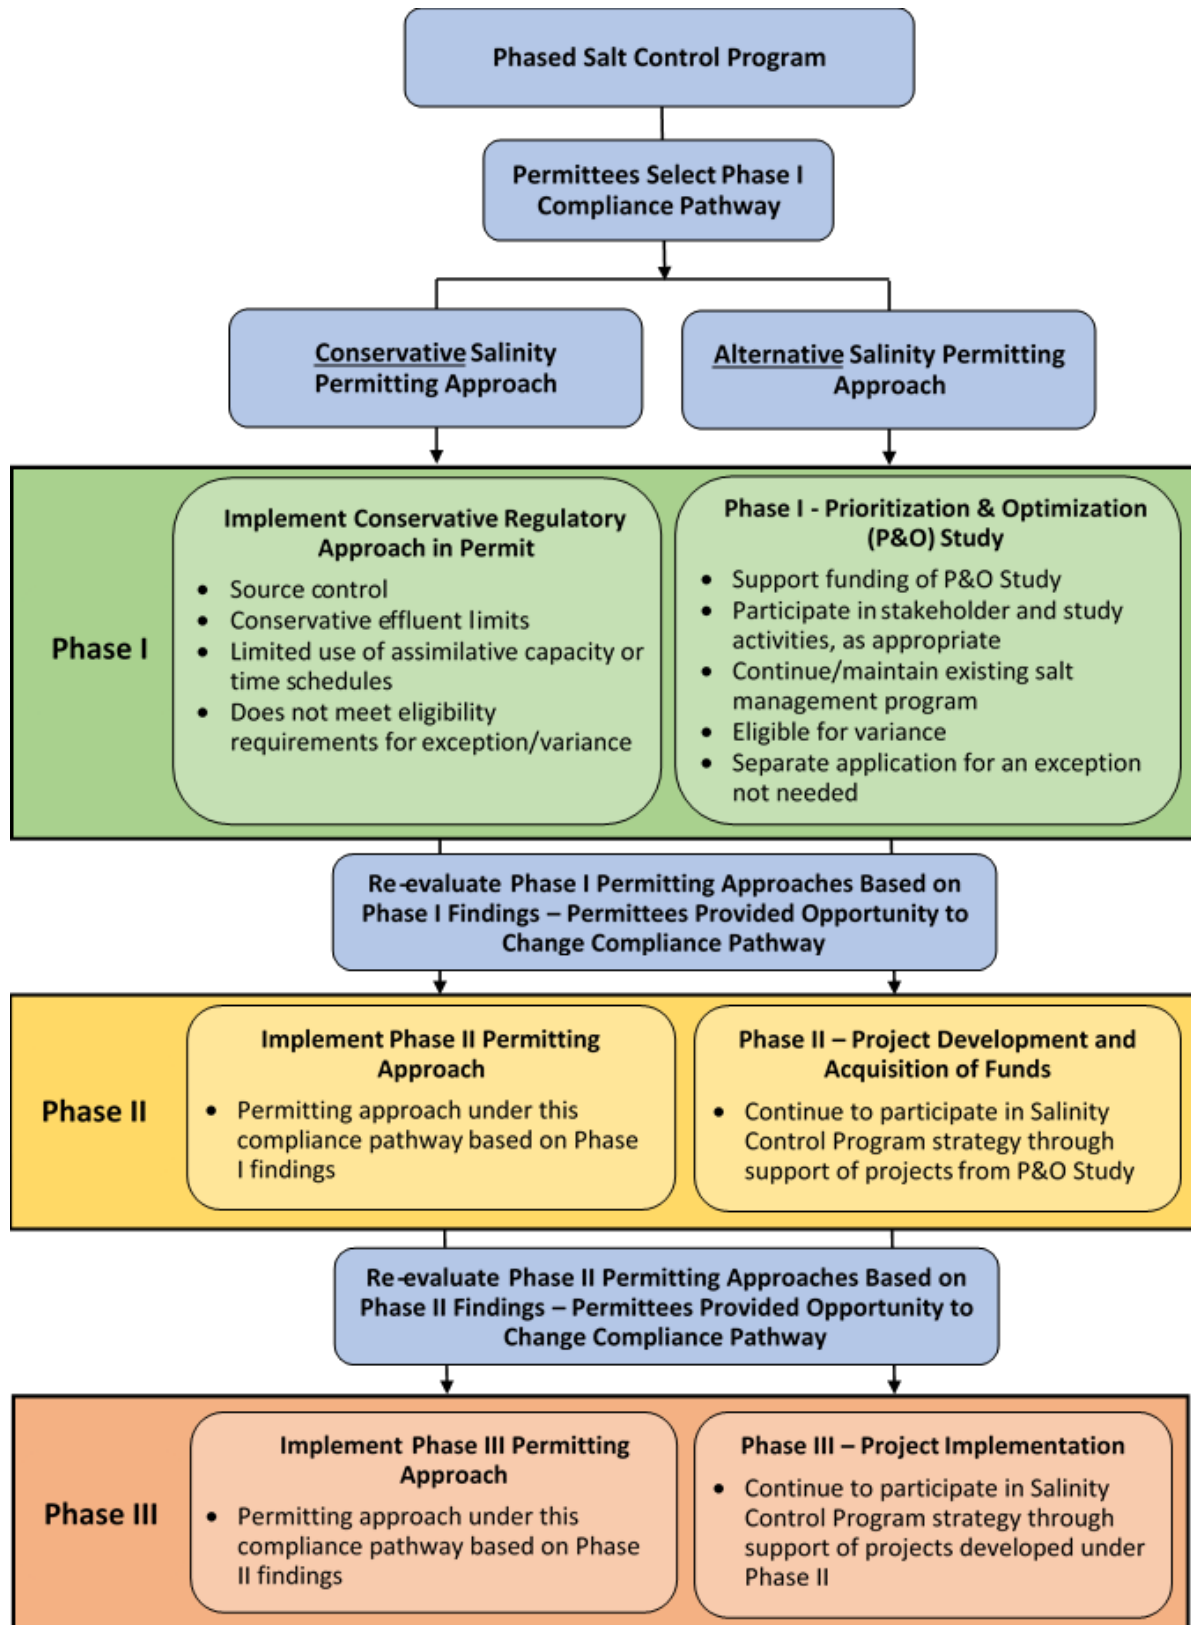 Phased Salt Control Program
Permittees Select Phase I
Compliance Pathway
Conservative Salinity
Permitting Approach
Alternative Salinity Permitting
Approach
Phase I
Implement Conservative Regulatory
Approach in Permit
• Source control
• Conservative effluent limits
• Limited use of assimilative capacity or
time schedules
• Does not meet eligibility
requirements for exception/variance
Phase I - Prioritization & Optimization
(P&O) Study
• Support funding of P&O Study
• Participate in stakeholder and study
activities, as appropriate
• Continue/maintain existing salt
management program
• Eligible for variance
• Separate application for an exception
not needed
Re-evaluate Phase I Permitting Approaches Based on
Phase I Findings – Permittees Provided Opportunity to
Change Compliance Pathway
Phase II
Implement Phase II Permitting
Approach
• Permitting approach under this
compliance pathway based on Phase
I findings
Phase II – Project Development and
Acquisition of Funds
• Continue to participate in Salinity
Control Program strategy through
support of projects from P&O Study
Re-evaluate Phase II Permitting Approaches Based on
Phase II Findings – Permittees Provided Opportunity to
Change Compliance Pathway
Phase III
Implement Phase III Permitting
Approach
• Permitting approach under this
compliance pathway based on Phase
II findings
Phase III – Project Implementation
• Continue to participate in Salinity
Control Program strategy through
support of projects developed under
Phase II